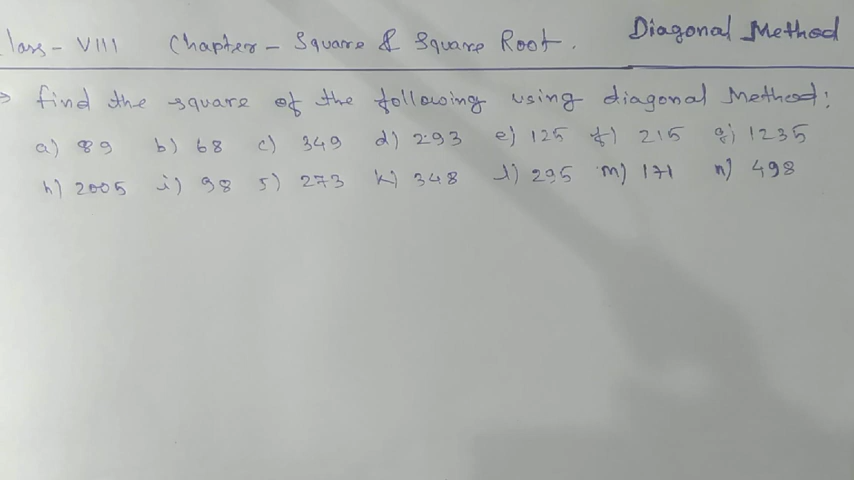 lass - VIII Chapter - Square & Square Root. Diagonal Method
→ find the square of the following using diagonal Method:
a) 89 b) 68 c) 349 d) 293 e) 125 f) 215 g) 1235
h) 2005 i) 98 j) 273 k) 348 l) 295 m) 171 n) 498